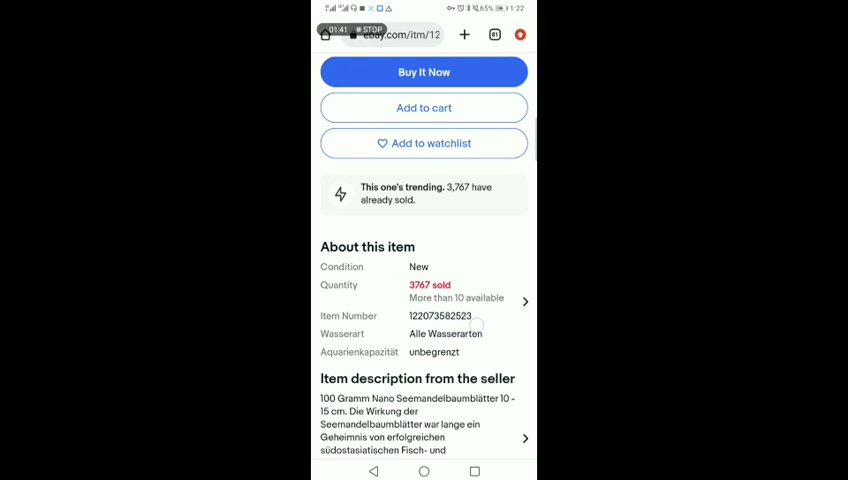 65% 1:22
01:41 STOP
ebay.com/itm/12
81
Buy It Now
Add to cart
Add to watchlist
This one's trending. 3,767 have
already sold.
About this item
Condition New
Quantity 3767 sold
More than 10 available
Item Number 122073582523
Wasserart Alle Wasserarten
Aquarienkapazität unbegrenzt
Item description from the seller
100 Gramm Nano Seemandelbaumblätter 10 -
15 cm. Die Wirkung der
Seemandelbaumblätter war lange ein
Geheimnis von erfolgreichen
südostasiatischen Fisch- und